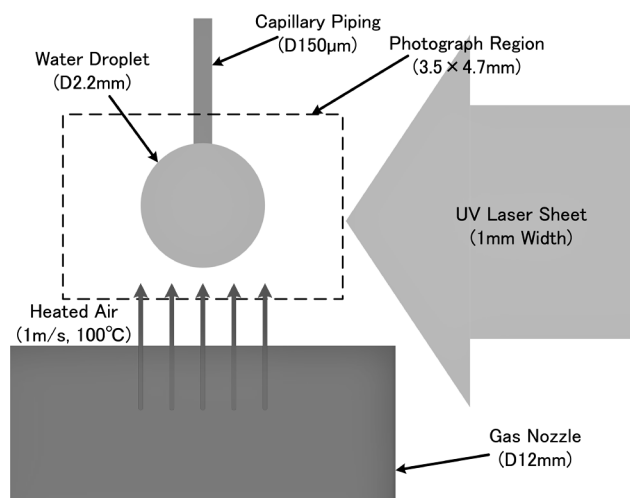 Capillary Piping
(D150μm)
Photograph Region
(3.5×4.7mm)
Water Droplet
(D2.2mm)
UV Laser Sheet
(1mm Width)
Heated Air
(1m/s, 100℃)
Gas Nozzle
(D12mm)